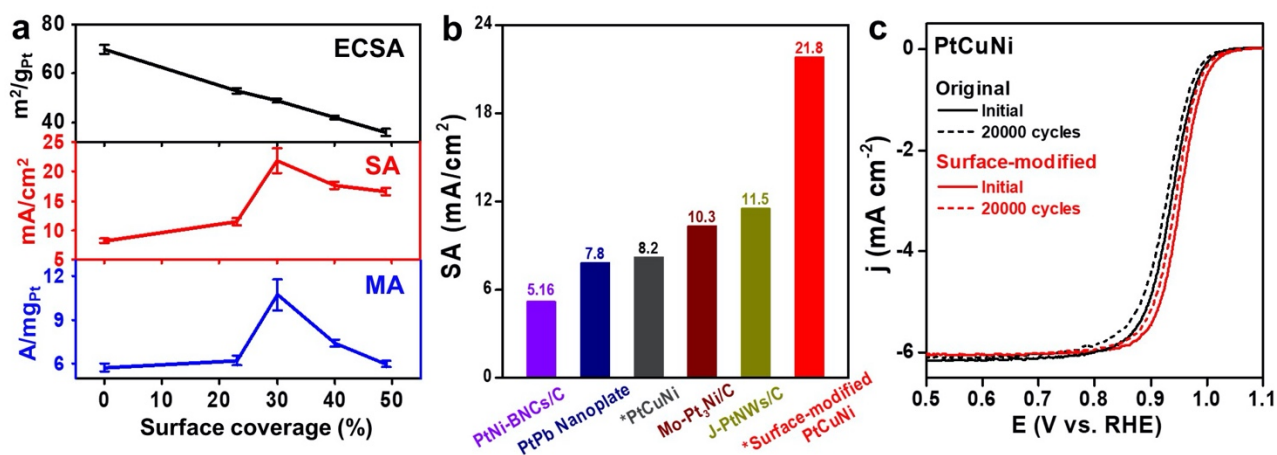 a
ECSA
SA
MA
m²/gPt
mA/cm²
A/mgPt
80
60
40
25
20
15
10
5
12
9
6
0 10 20 30 40 50
Surface coverage (%)
b
SA (mA/cm²)
24
18
12
6
0
5.16
7.8
8.2
10.3
11.5
21.8
PtNi-BNCs/C
PtPb Nanoplate
*PtCuNi
Mo-Pt₃Ni/C
J-PtNWs/C
*Surface-modified
PtCuNi
c
PtCuNi
Original
Initial
20000 cycles
Surface-modified
Initial
20000 cycles
j (mA cm⁻²)
0
-2
-4
-6
0.5 0.6 0.7 0.8 0.9 1.0 1.1
E (V vs. RHE)